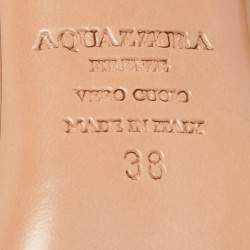 AQUAZZURA
FIRENZE
VERO CUOIO
MADE IN ITALY
38